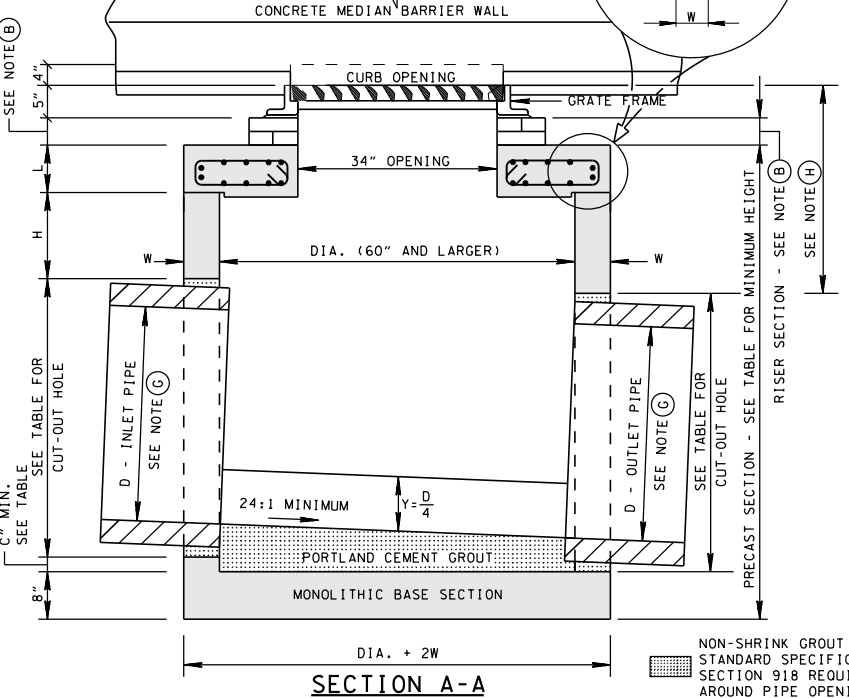 CONCRETE MEDIAN BARRIER WALL
W
SEE NOTE B
4"
5"
CURB OPENING
GRATE FRAME
34" OPENING
L
H
W
DIA. (60" AND LARGER)
W
SEE TABLE FOR
CUT-OUT HOLE
D - INLET PIPE
SEE NOTE G
D - OUTLET PIPE
SEE NOTE G
SEE TABLE FOR
CUT-OUT HOLE
PRECAST SECTION - SEE TABLE FOR MINIMUM HEIGHT
RISER SECTION - SEE NOTE B
SEE NOTE H
C" MIN.
SEE TABLE
24:1 MINIMUM
Y=D/4
PORTLAND CEMENT GROUT
8"
MONOLITHIC BASE SECTION
DIA. + 2W
SECTION A-A
NON-SHRINK GROUT
STANDARD SPECIFIC
SECTION 918 REQUI
AROUND PIPE OPENI